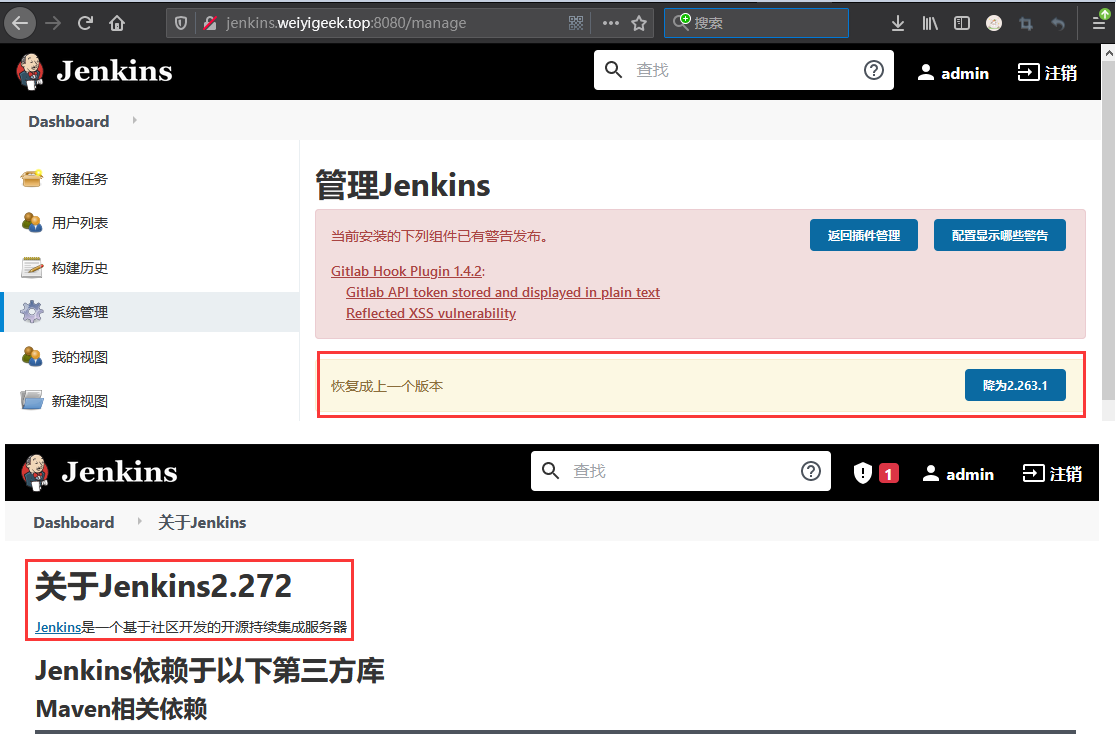 jenkins.weiyigeek.top:8080/manage
搜索
Jenkins
查找
admin
注销
Dashboard
新建任务
用户列表
构建历史
系统管理
我的视图
新建视图
管理Jenkins
当前安装的下列组件已有警告发布。
返回插件管理
配置显示哪些警告
Gitlab Hook Plugin 1.4.2:
Gitlab API token stored and displayed in plain text
Reflected XSS vulnerability
恢复成上一个版本
降为2.263.1
Jenkins
查找
1
admin
注销
Dashboard
关于Jenkins
关于Jenkins2.272
Jenkins是一个基于社区开发的开源持续集成服务器
Jenkins依赖于以下第三方库
Maven相关依赖